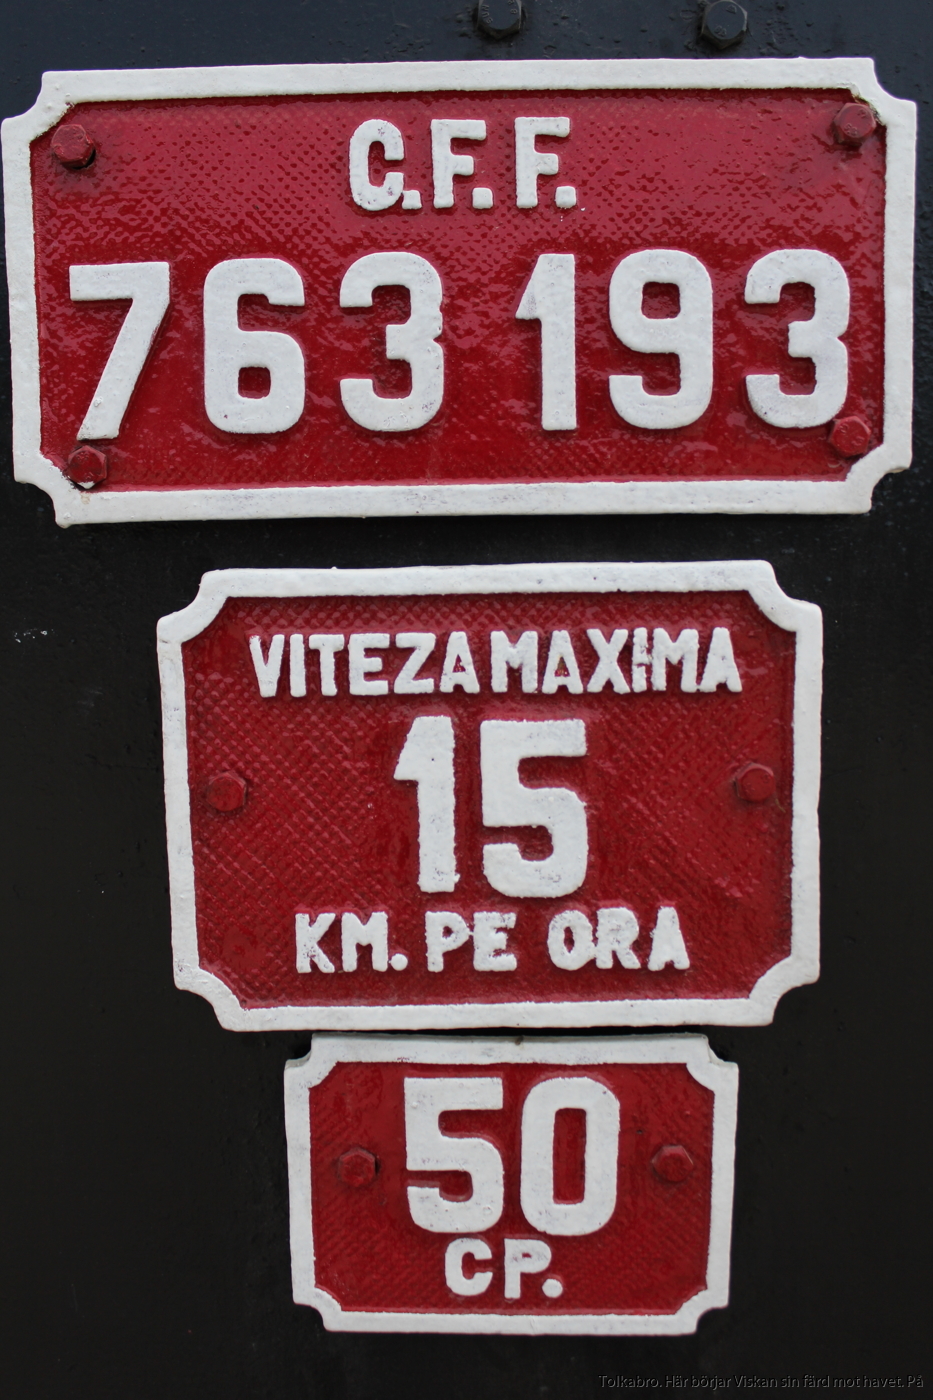 C.F.F.
763 193
VITEZA MAXIMA
15
KM. PE ORA
50
CP.
Tolkabro. Här börjar Viskan sin färd mot havet. På